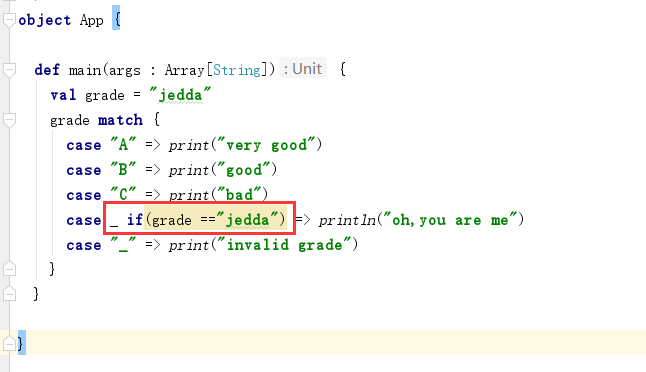 object App {
def main(args : Array[String]) : Unit {
val grade = "jedda"
grade match {
case "A" => print("very good")
case "B" => print("good")
case "C" => print("bad")
case _ if(grade =="jedda") => println("oh,you are me")
case "_" => print("invalid grade")
}
}
}